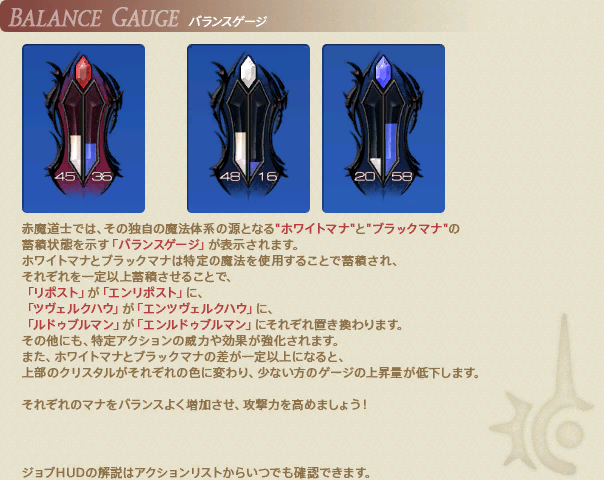 BALANCE GAUGE バランスゲージ
45 36 48 16 20 58
赤魔道士では、その独自の魔法体系の源となる"ホワイトマナ"と"ブラックマナ"の
蓄積状態を示す「バランスゲージ」が表示されます。
ホワイトマナとブラックマナは特定の魔法を使用することで蓄積され、
それぞれを一定以上蓄積させることで、
「リポスト」が「エンリポスト」に、
「ツヴェルクハウ」が「エンツヴェルクハウ」に、
「ルドゥブルマン」が「エンルドゥブルマン」にそれぞれ置き換わります。
その他にも、特定アクションの威力や効果が強化されます。
また、ホワイトマナとブラックマナの差が一定以上になると、
上部のクリスタルがそれぞれの色に変わり、少ない方のゲージの上昇量が低下します。
それぞれのマナをバランスよく増加させ、攻撃力を高めましょう！
ジョブHUDの解説はアクションリストからいつでも確認できます。